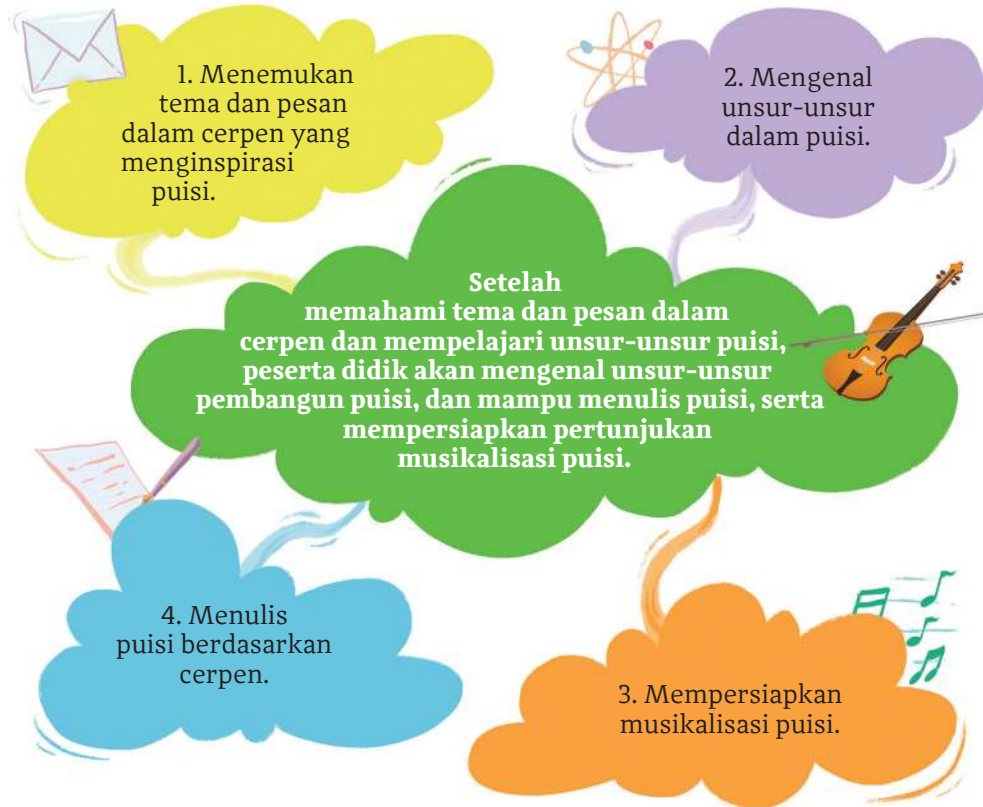 1. Menemukan
tema dan pesan
dalam cerpen yang
menginspirasi
puisi.
2. Mengenal
unsur-unsur
dalam puisi.
Setelah
memahami tema dan pesan dalam
cerpen dan mempelajari unsur-unsur puisi,
peserta didik akan mengenal unsur-unsur
pembangun puisi, dan mampu menulis puisi, serta
mempersiapkan pertunjukan
musikalisasi puisi.
4. Menulis
puisi berdasarkan
cerpen.
3. Mempersiapkan
musikalisasi puisi.